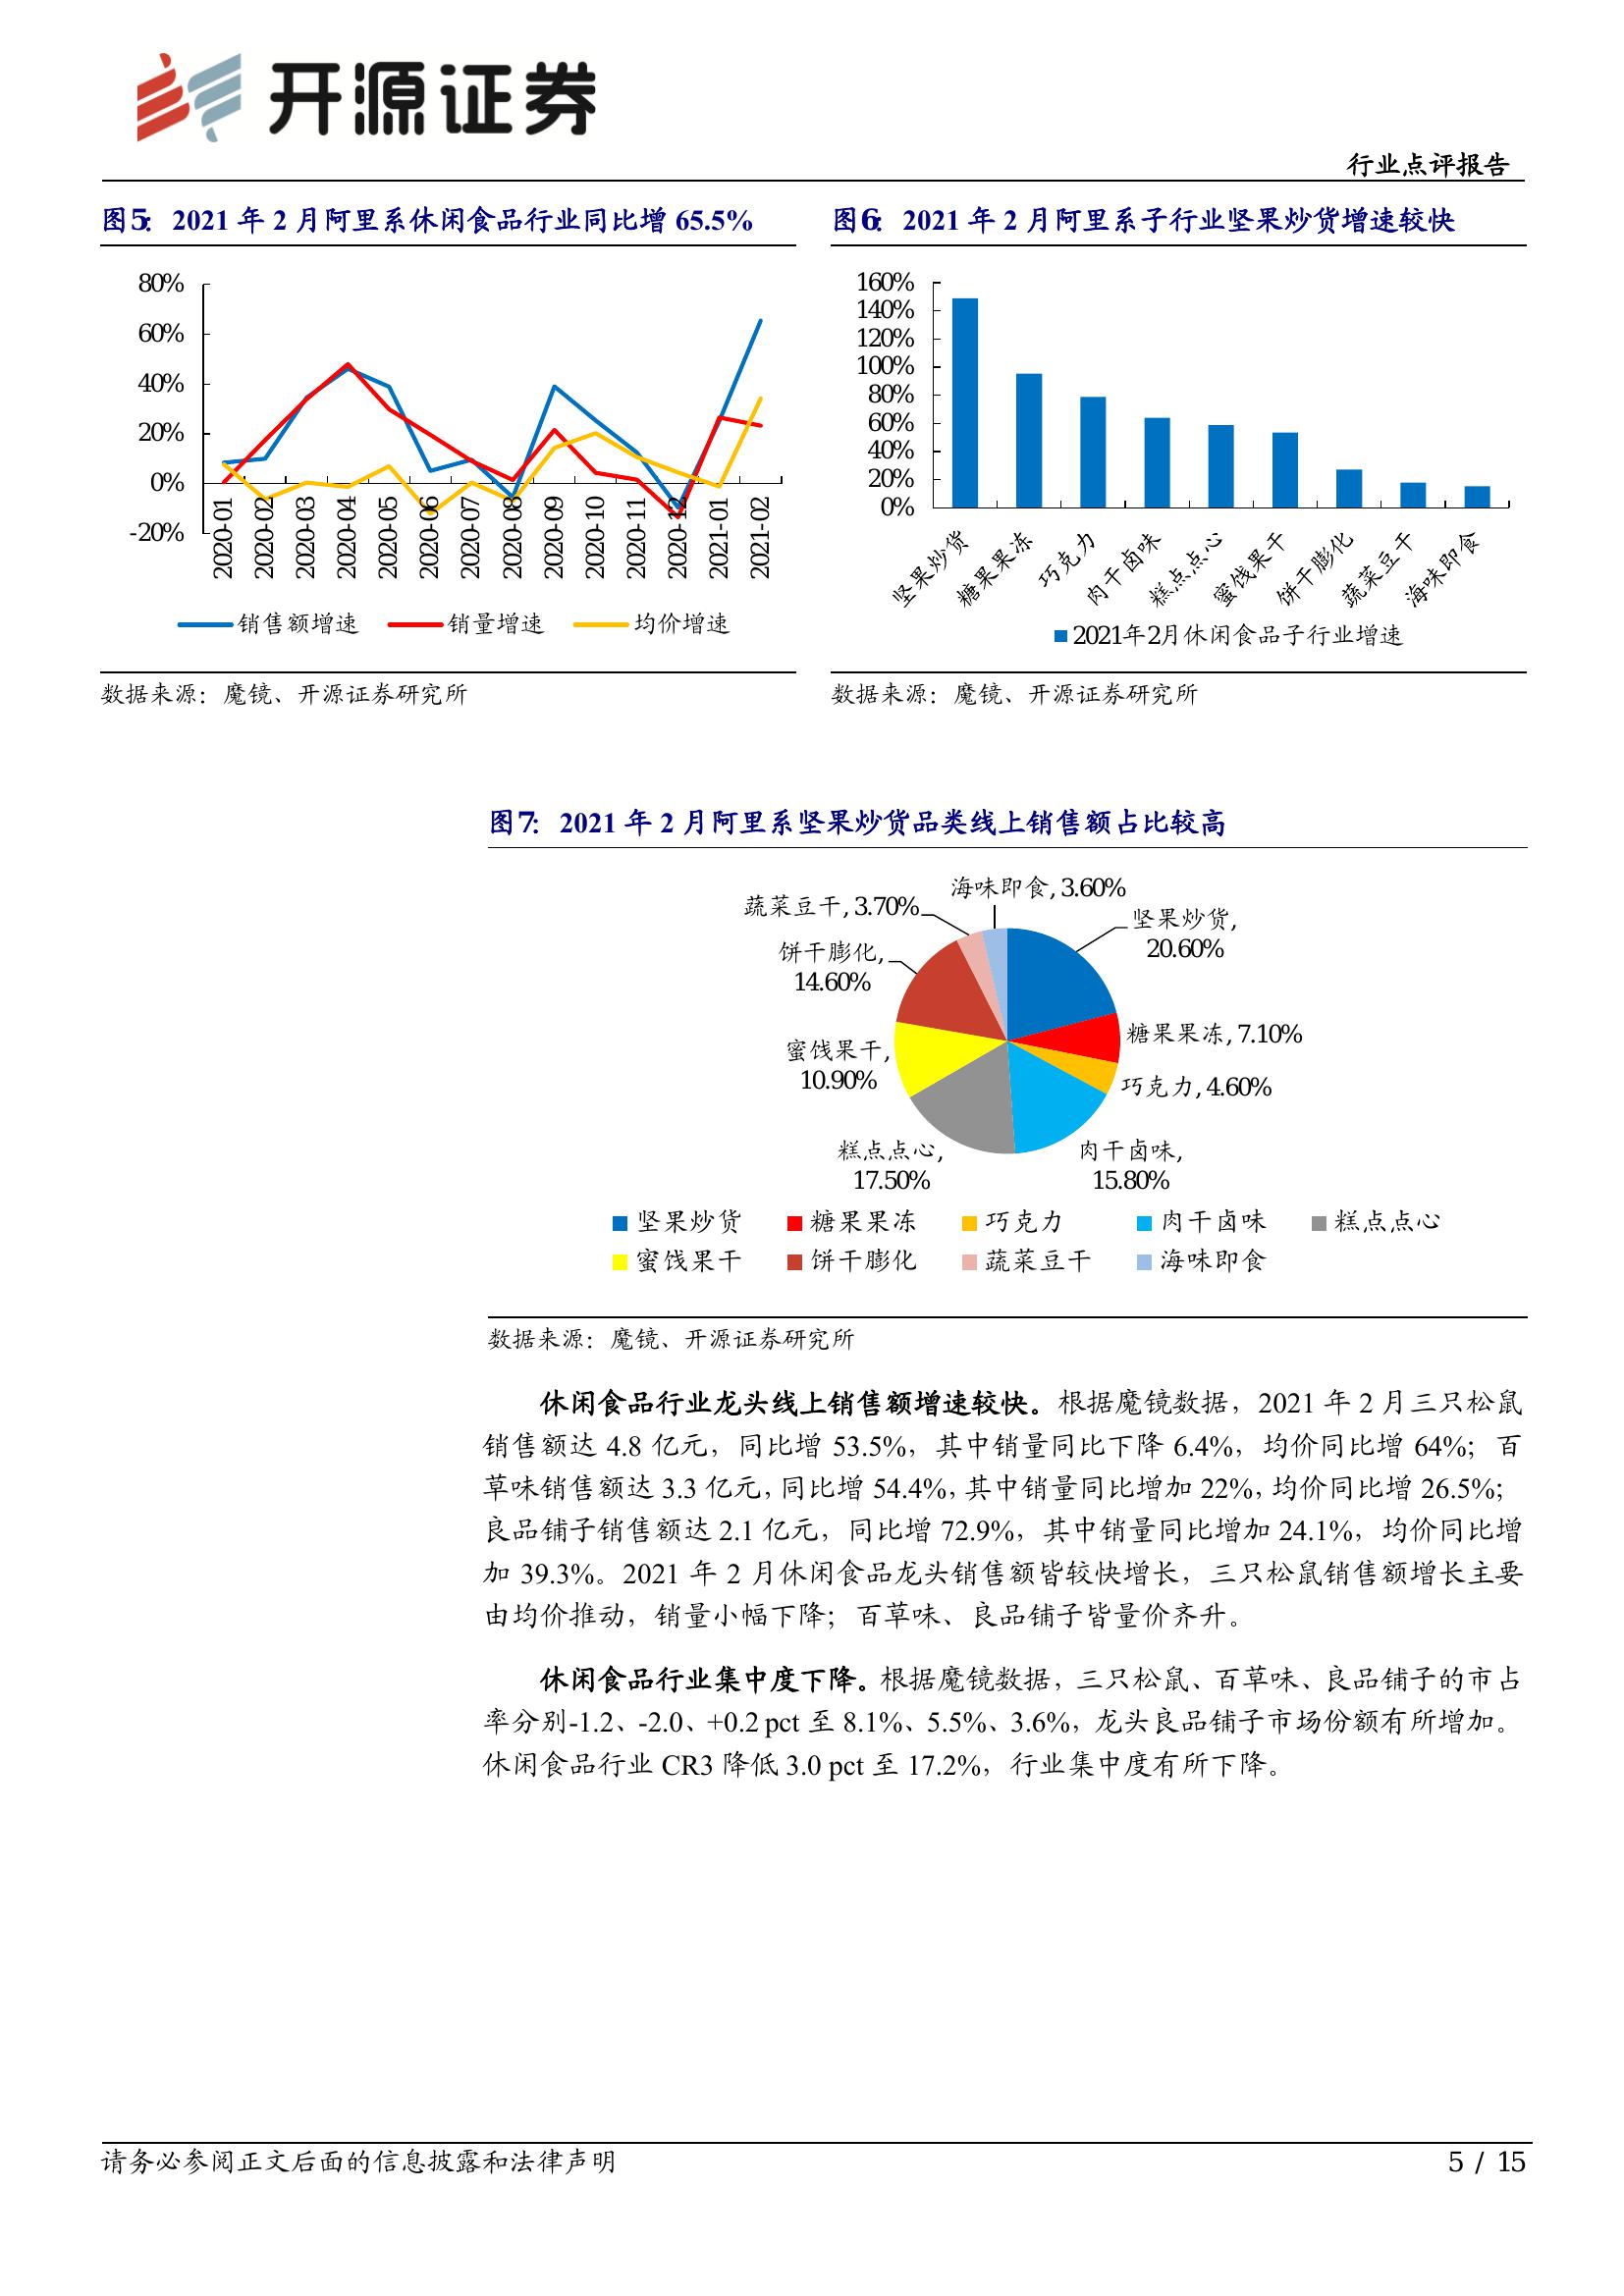 开源证券
行业点评报告
图5： 2021 年 2 月阿里系休闲食品行业同比增 65.5%
80%
60%
40%
20%
0%
-20%
2020-01
2020-02
2020-03
2020-04
2020-05
2020-06
2020-07
2020-08
2020-09
2020-10
2020-11
2020-12
2021-01
2021-02
销售额增速
销量增速
均价增速
数据来源：魔镜、开源证券研究所
图6： 2021 年 2 月阿里系子行业坚果炒货增速较快
160%
140%
120%
100%
80%
60%
40%
20%
0%
坚果炒货
糖果果冻
巧克力
肉干卤味
糕点点心
蜜饯果干
饼干膨化
蔬菜豆干
海味即食
2021年2月休闲食品子行业增速
数据来源：魔镜、开源证券研究所
图7： 2021 年 2 月阿里系坚果炒货品类线上销售额占比较高
海味即食, 3.60%
蔬菜豆干, 3.70%
坚果炒货,
20.60%
饼干膨化,
14.60%
糖果果冻, 7.10%
蜜饯果干,
10.90%
巧克力, 4.60%
糕点点心,
17.50%
肉干卤味,
15.80%
坚果炒货 糖果果冻 巧克力 肉干卤味 糕点点心
蜜饯果干 饼干膨化 蔬菜豆干 海味即食
数据来源：魔镜、开源证券研究所
休闲食品行业龙头线上销售额增速较快。根据魔镜数据，2021 年 2 月三只松鼠
销售额达 4.8 亿元，同比增 53.5%，其中销量同比下降 6.4%，均价同比增 64%；百
草味销售额达 3.3 亿元，同比增 54.4%，其中销量同比增加 22%，均价同比增 26.5%；
良品铺子销售额达 2.1 亿元，同比增 72.9%，其中销量同比增加 24.1%，均价同比增
加 39.3%。2021 年 2 月休闲食品龙头销售额皆较快增长，三只松鼠销售额增长主要
由均价推动，销量小幅下降；百草味、良品铺子皆量价齐升。
休闲食品行业集中度下降。根据魔镜数据，三只松鼠、百草味、良品铺子的市占
率分别-1.2、-2.0、+0.2 pct 至 8.1%、5.5%、3.6%，龙头良品铺子市场份额有所增加。
休闲食品行业 CR3 降低 3.0 pct 至 17.2%，行业集中度有所下降。
请务必参阅正文后面的信息披露和法律声明
5 / 15